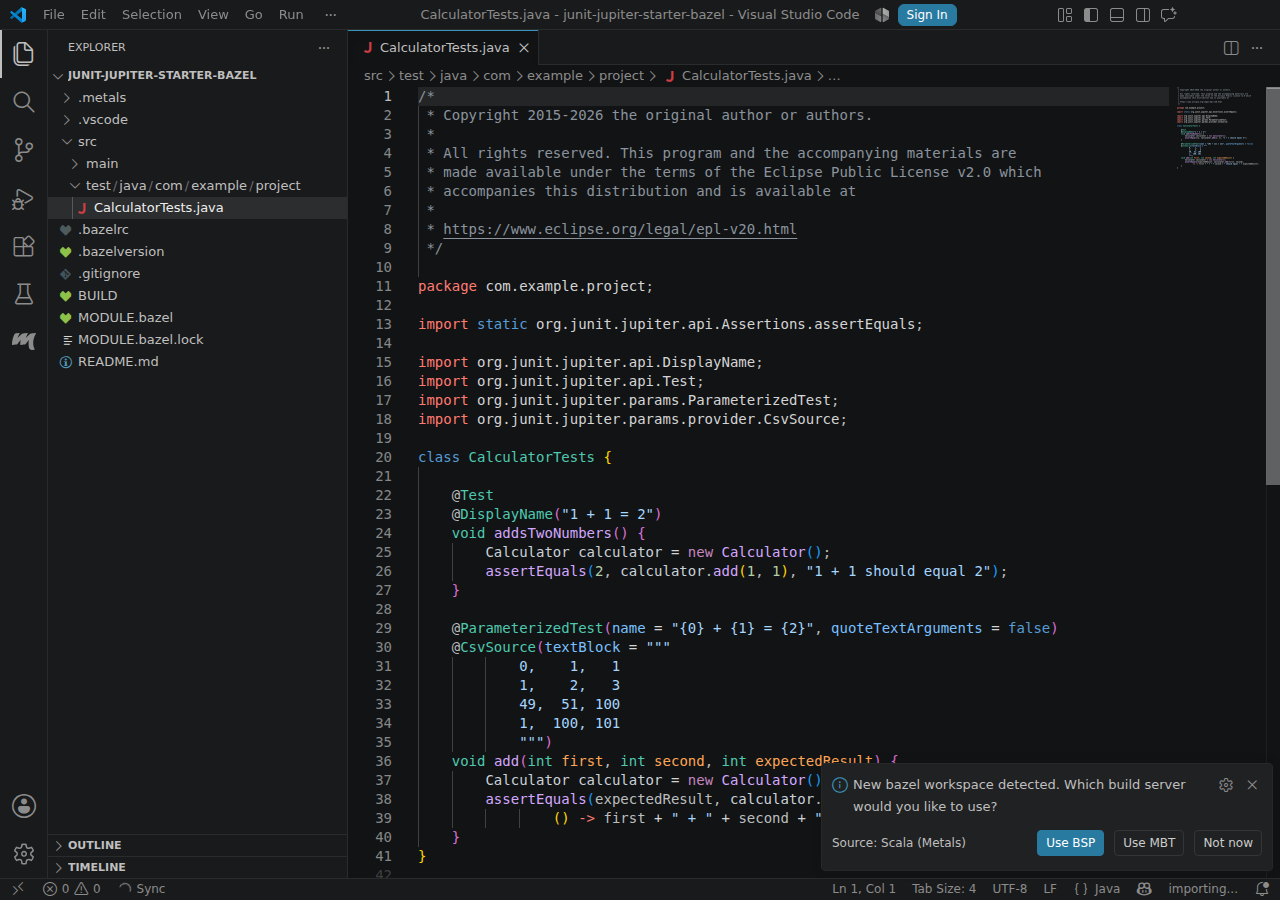 File Edit Selection View Go Run ··· CalculatorTests.java - junit-jupiter-starter-bazel - Visual Studio Code Sign In
EXPLORER
JUNIT-JUPITER-STARTER-BAZEL
.metals
.vscode
src
main
test/java/com/example/project
CalculatorTests.java
.bazelrc
.bazelversion
.gitignore
BUILD
MODULE.bazel
MODULE.bazel.lock
README.md
OUTLINE
TIMELINE
CalculatorTests.java
src > test > java > com > example > project > CalculatorTests.java > ...
1 /*
2  * Copyright 2015-2026 the original author or authors.
3  *
4  * All rights reserved. This program and the accompanying materials are
5  * made available under the terms of the Eclipse Public License v2.0 which
6  * accompanies this distribution and is available at
7  *
8  * https://www.eclipse.org/legal/epl-v20.html
9  */
10
11 package com.example.project;
12
13 import static org.junit.jupiter.api.Assertions.assertEquals;
14
15 import org.junit.jupiter.api.DisplayName;
16 import org.junit.jupiter.api.Test;
17 import org.junit.jupiter.params.ParameterizedTest;
18 import org.junit.jupiter.params.provider.CsvSource;
19
20 class CalculatorTests {
21
22     @Test
23     @DisplayName("1 + 1 = 2")
24     void addsTwoNumbers() {
25         Calculator calculator = new Calculator();
26         assertEquals(2, calculator.add(1, 1), "1 + 1 should equal 2");
27     }
28
29     @ParameterizedTest(name = "{0} + {1} = {2}", quoteTextArguments = false)
30     @CsvSource(textBlock = """
31             0,    1,   1
32             1,    2,   3
33             49,  51, 100
34             1,  100, 101
35             """)
36     void add(int first, int second, int expectedResult) {
37         Calculator calculator = new Calculator()
38         assertEquals(expectedResult, calculator.
39                 () -> first + " + " + second + "
40     }
41 }
42
New bazel workspace detected. Which build server
would you like to use?
Source: Scala (Metals) Use BSP Use MBT Not now
0 0 Sync Ln 1, Col 1 Tab Size: 4 UTF-8 LF { } Java importing...